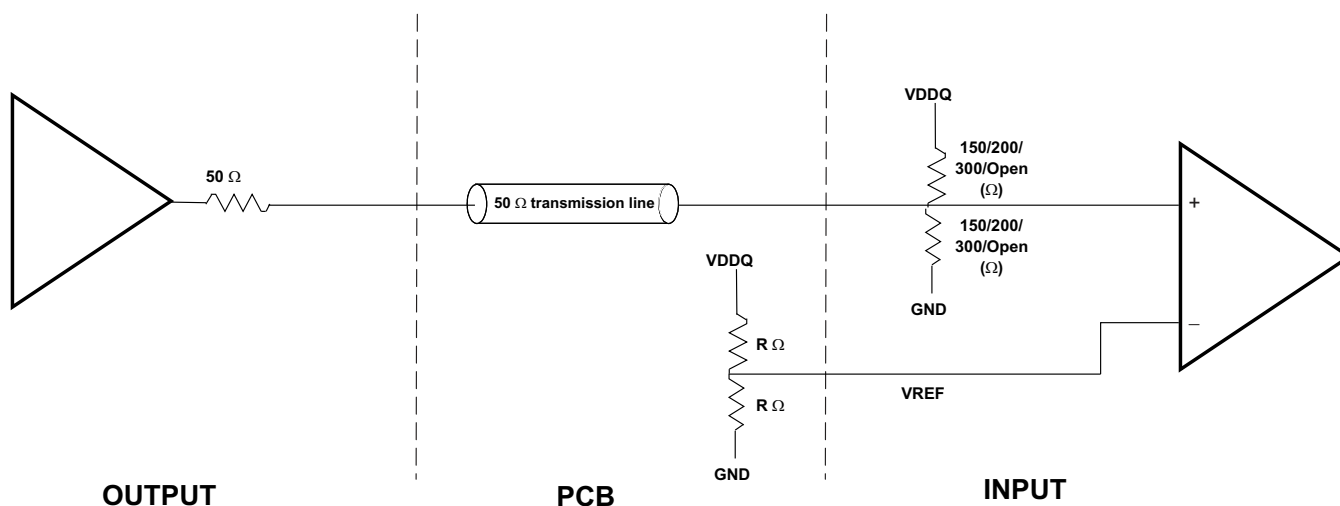 50 Ω
50 Ω transmission line
VDDQ
150/200/
300/Open
(Ω)
+
150/200/
300/Open
(Ω)
GND
VDDQ
R Ω
R Ω
GND
VREF
–
OUTPUT
PCB
INPUT